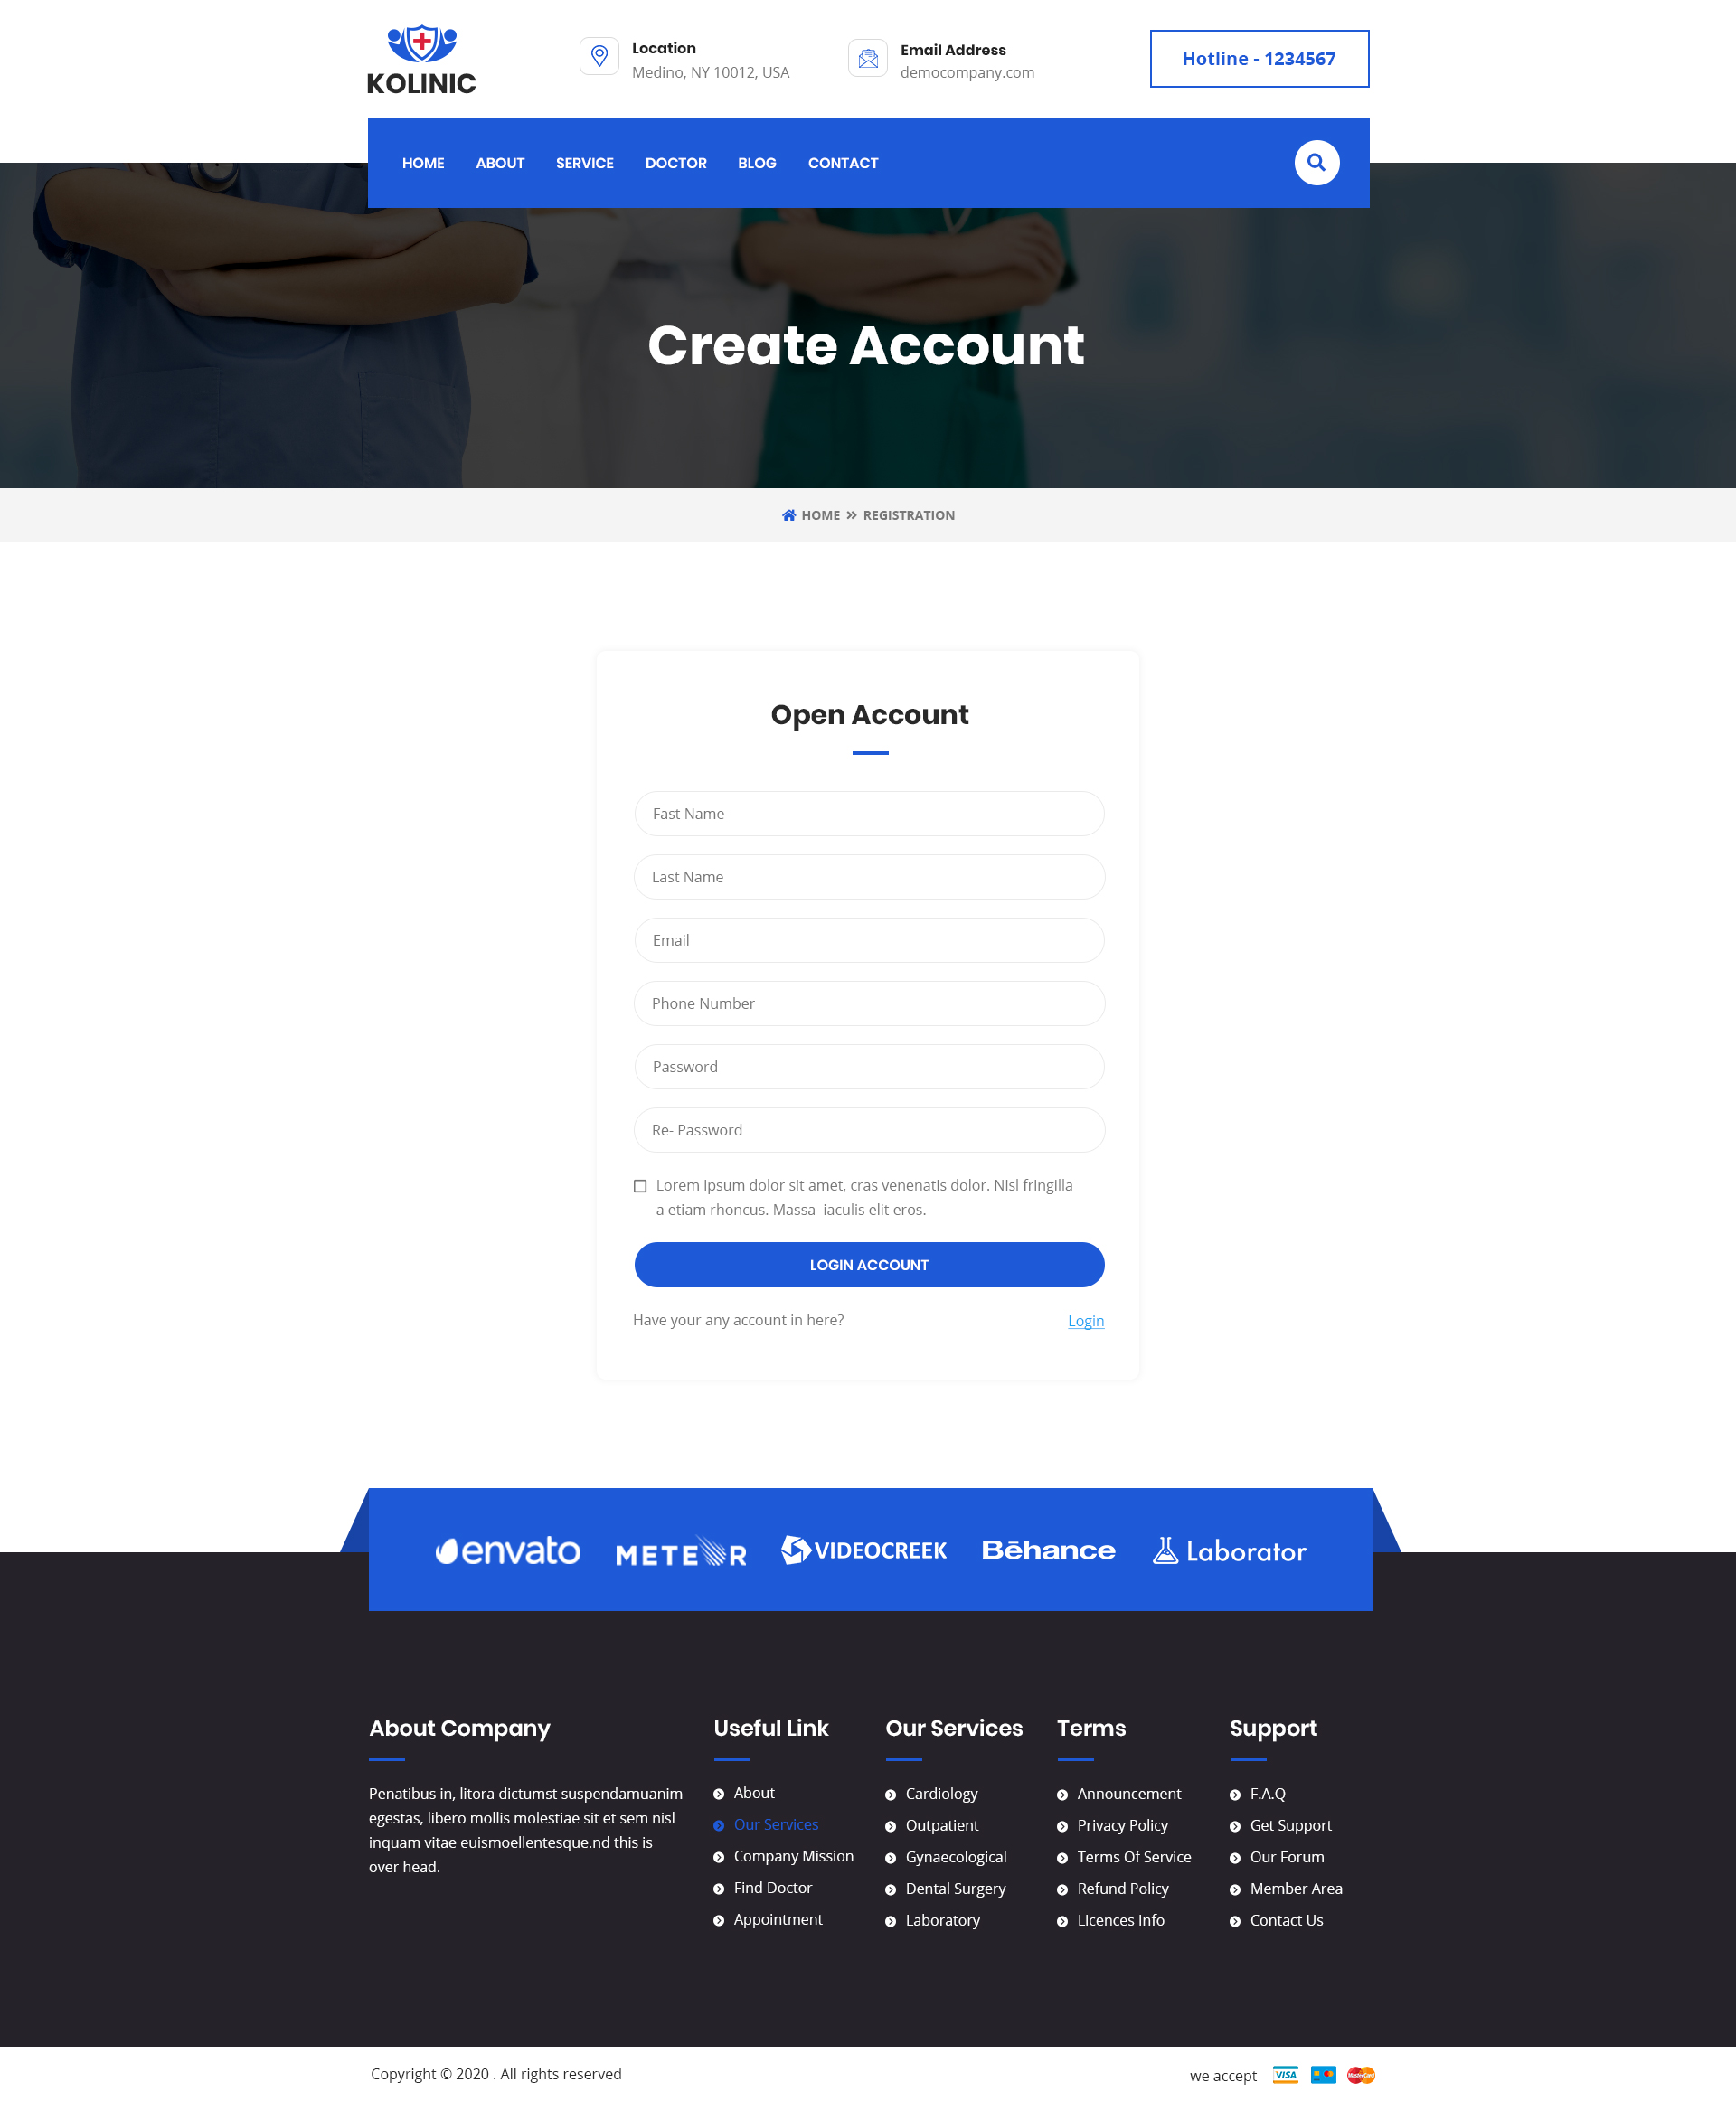 KOLINIC
Location
Medino, NY 10012, USA
Email Address
democompany.com
Hotline - 1234567
HOME ABOUT SERVICE DOCTOR BLOG CONTACT
Create Account
HOME » REGISTRATION
Open Account
Fast Name
Last Name
Email
Phone Number
Password
Re- Password
Lorem ipsum dolor sit amet, cras venenatis dolor. Nisl fringilla
a etiam rhoncus. Massa  iaculis elit eros.
LOGIN ACCOUNT
Have your any account in here? Login
envato METEOR VIDEOCREEK Bēhance Laborator
About Company
Penatibus in, litora dictumst suspendamuanim
egestas, libero mollis molestiae sit et sem nisl
inquam vitae euismoellentesque.nd this is
over head.
Useful Link
About
Our Services
Company Mission
Find Doctor
Appointment
Our Services
Cardiology
Outpatient
Gynaecological
Dental Surgery
Laboratory
Terms
Announcement
Privacy Policy
Terms Of Service
Refund Policy
Licences Info
Support
F.A.Q
Get Support
Our Forum
Member Area
Contact Us
Copyright © 2020 . All rights reserved
we accept VISA MasterCard